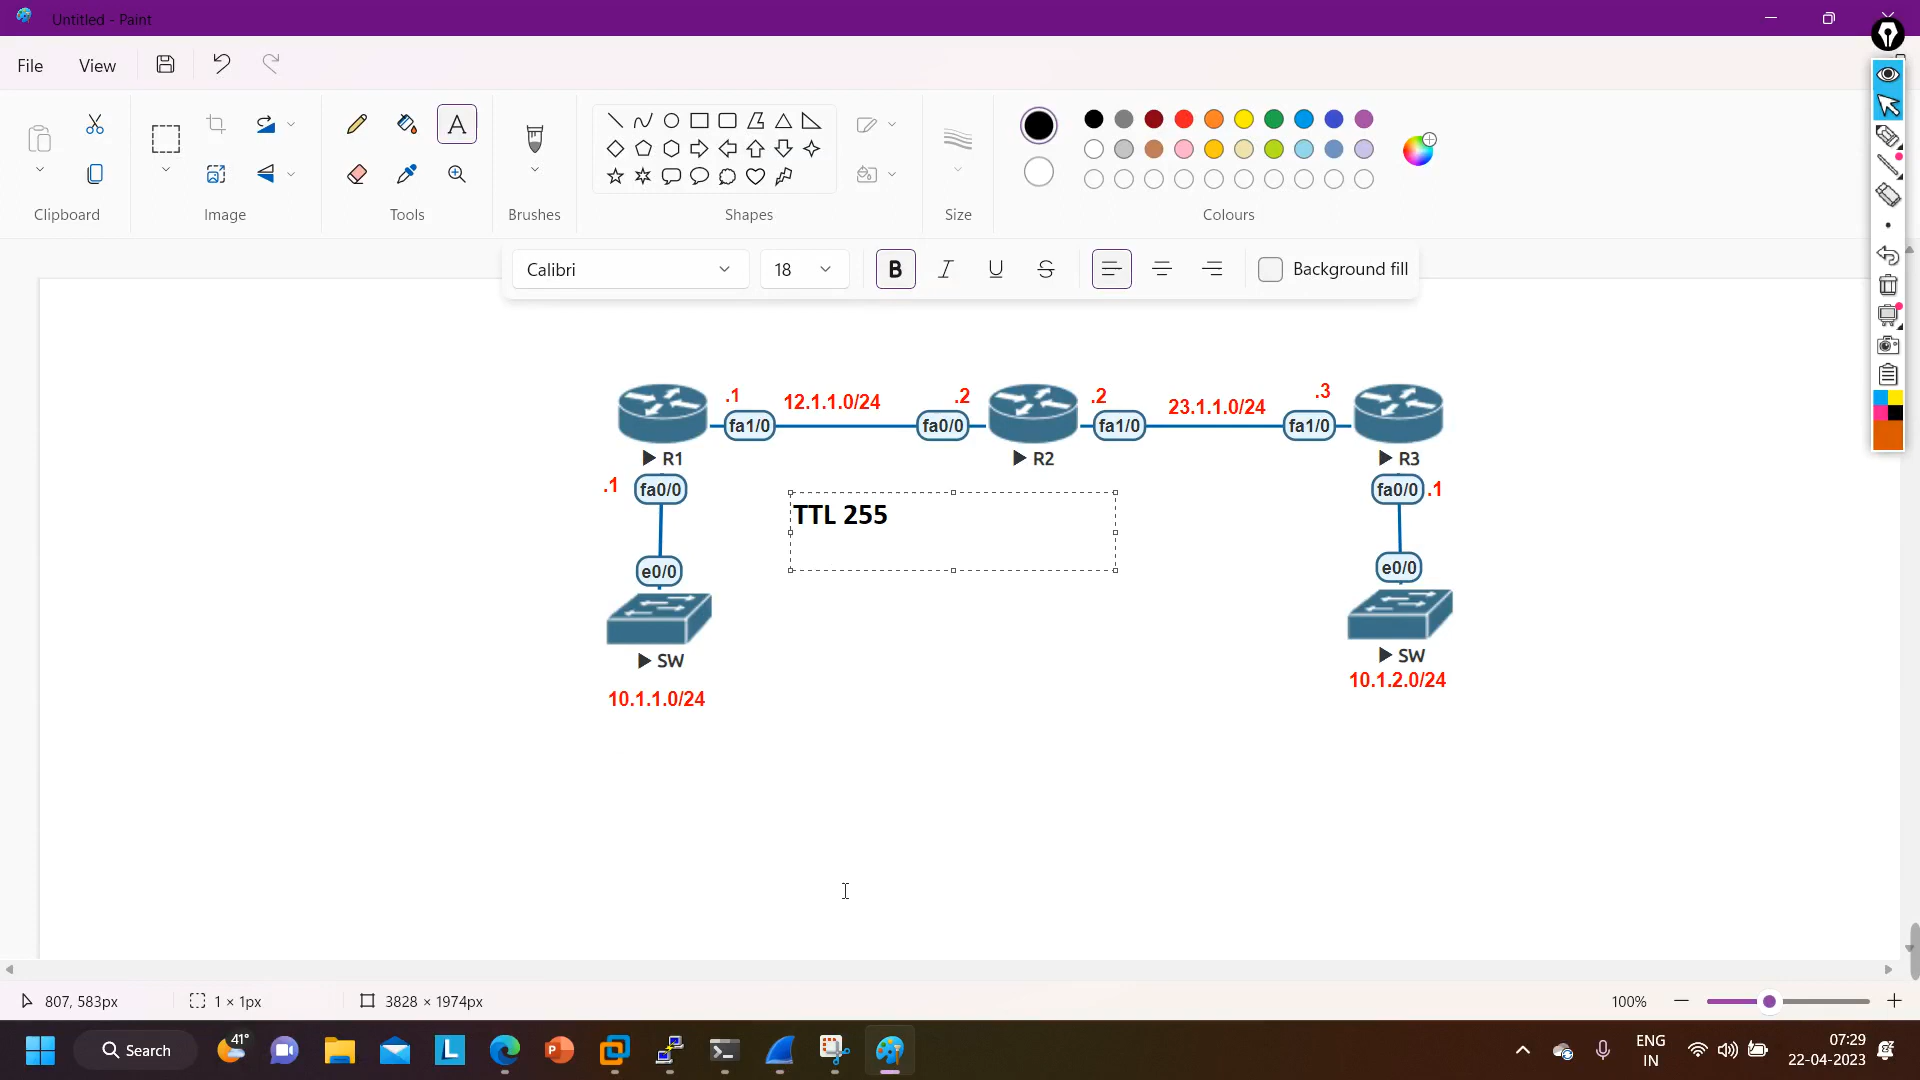 Untitled - Paint
File
View
Clipboard
Image
Tools
Brushes
Shapes
Size
Colours
Calibri
18
B
I
U
S
Background fill
.1
12.1.1.0/24
.2
.2
23.1.1.0/24
.3
fa1/0
fa0/0
fa1/0
fa1/0
R1
R2
R3
.1
fa0/0
fa0/0
.1
TTL 255
e0/0
e0/0
SW
SW
10.1.1.0/24
10.1.2.0/24
807, 583px
1 × 1px
3828 × 1974px
100%
41°
Search
L
P
ENG
IN
07:29
22-04-2023